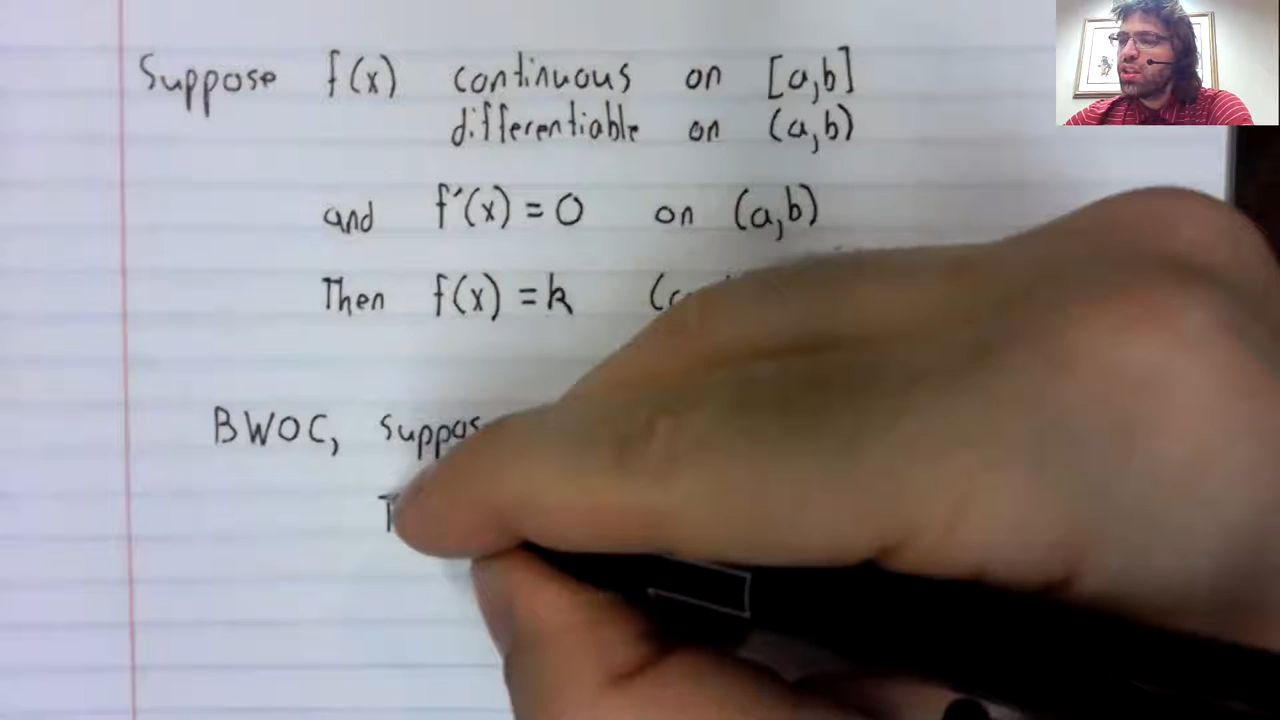 Suppose f(x) continuous on [a,b]
differentiable on (a,b)
and f'(x) = 0 on (a,b)
Then f(x) = k
BWOC,